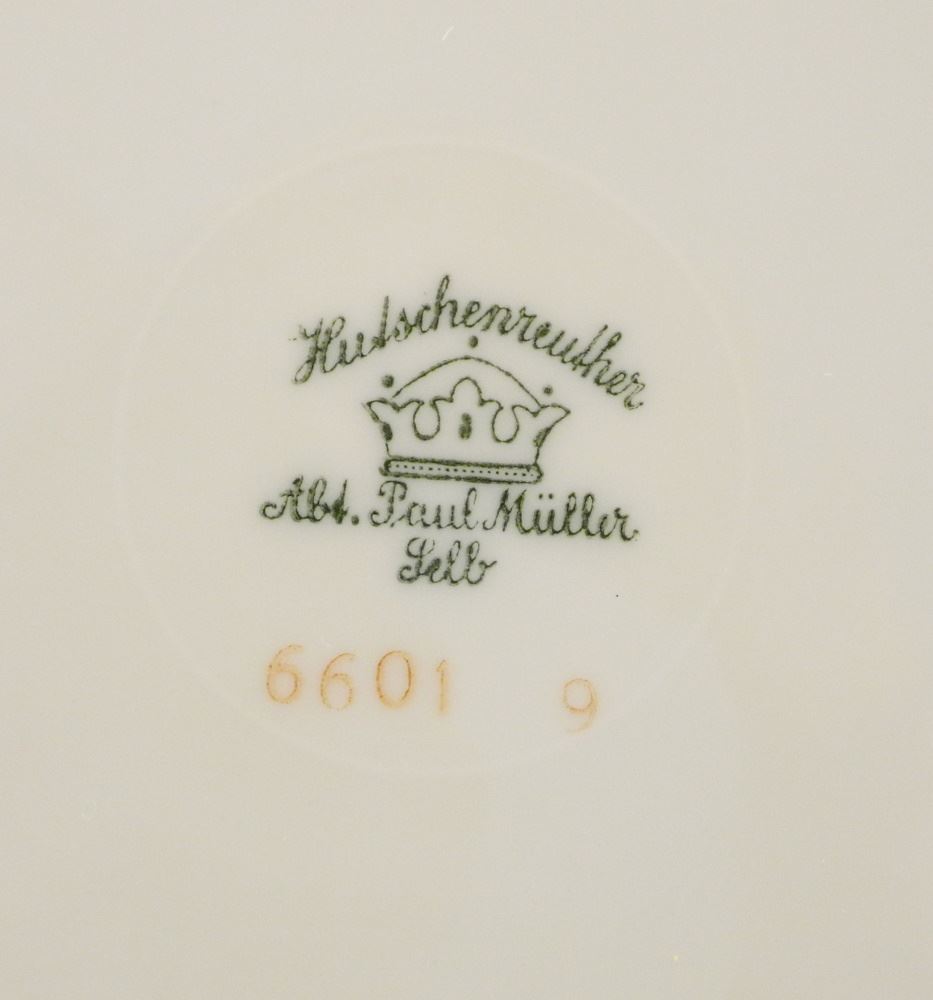 Hutschenreuther
Abt. Paul Müller
Selb
6601 9